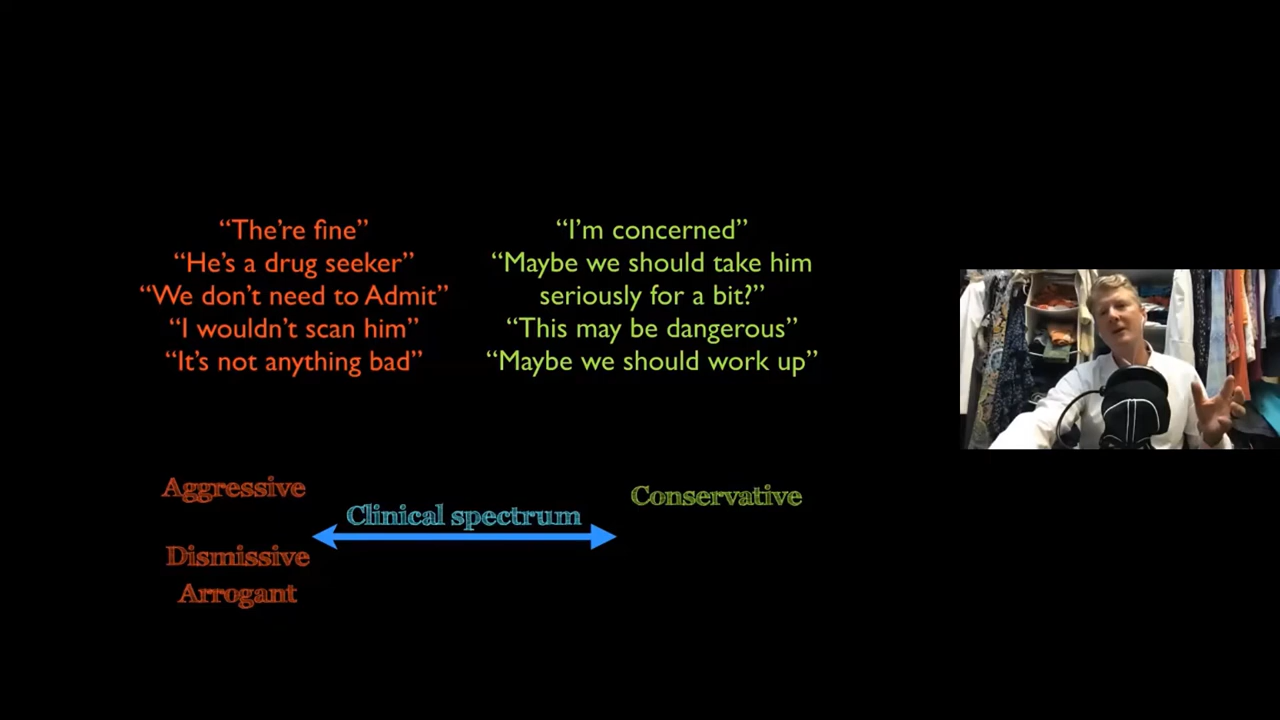 “The're fine”
“He's a drug seeker”
“We don't need to Admit”
“I wouldn't scan him”
“It's not anything bad”
“I'm concerned”
“Maybe we should take him
seriously for a bit?”
“This may be dangerous”
“Maybe we should work up”
Aggressive
Clinical spectrum
Conservative
Dismissive
Arrogant